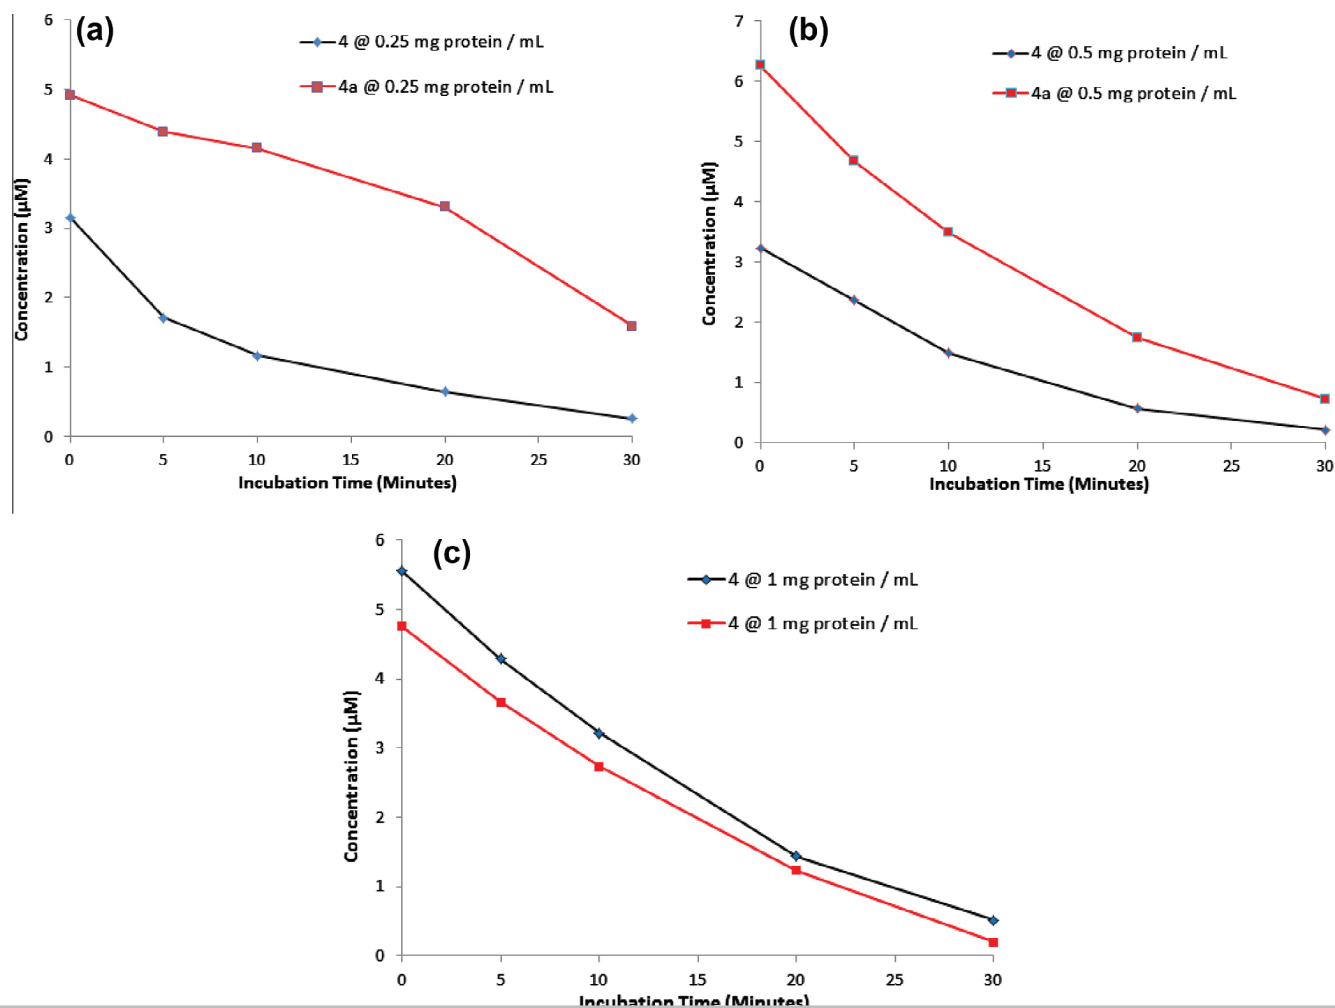 (a)
4 @ 0.25 mg protein / mL
4a @ 0.25 mg protein / mL
Concentration (µM)
6
5
4
3
2
1
0
0 5 10 15 20 25 30
Incubation Time (Minutes)
(b)
4 @ 0.5 mg protein / mL
4a @ 0.5 mg protein / mL
Concentration (µM)
7
6
5
4
3
2
1
0
0 5 10 15 20 25 30
Incubation Time (Minutes)
(c)
4 @ 1 mg protein / mL
4 @ 1 mg protein / mL
Concentration (µM)
6
5
4
3
2
1
0
0 5 10 15 20 25 30
Incubation Time (Minutes)